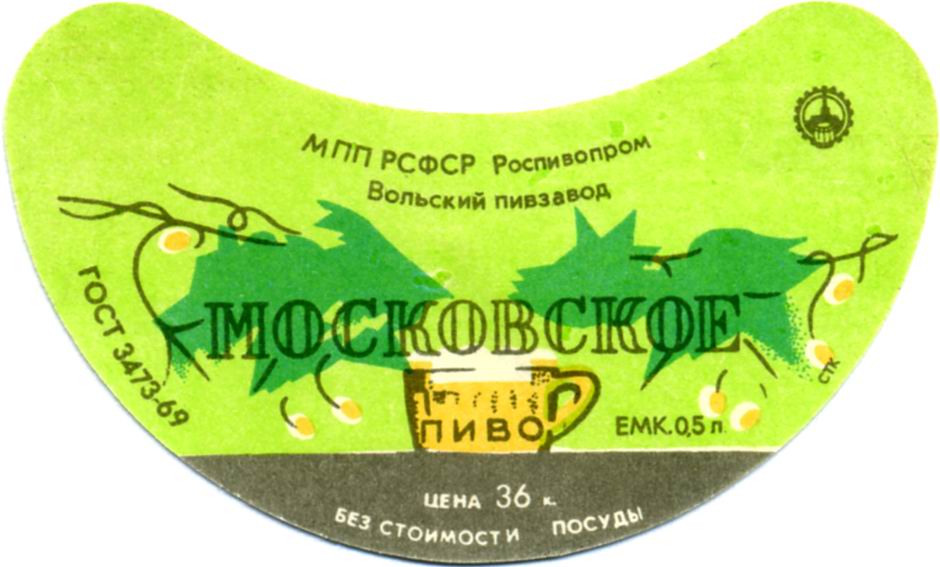 МПП РСФСР Роспивопром
Вольский пивзавод
ГОСТ 3473-69
МОСКОВСКОЕ
ПИВО
СТК
ЕМК.0,5 л
ЦЕНА 36 к.
БЕЗ СТОИМОСТИ ПОСУДЫ